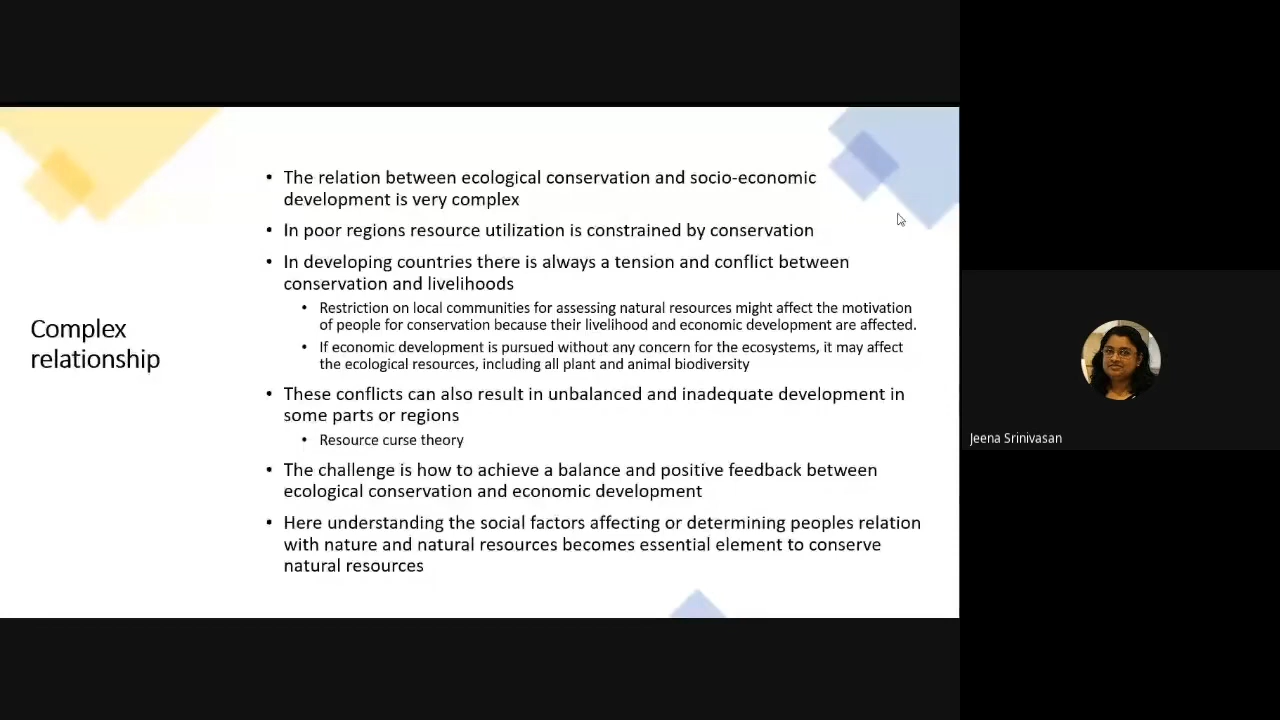 Complex
relationship
• The relation between ecological conservation and socio-economic
development is very complex
• In poor regions resource utilization is constrained by conservation
• In developing countries there is always a tension and conflict between
conservation and livelihoods
• Restriction on local communities for assessing natural resources might affect the motivation
of people for conservation because their livelihood and economic development are affected.
• If economic development is pursued without any concern for the ecosystems, it may affect
the ecological resources, including all plant and animal biodiversity
• These conflicts can also result in unbalanced and inadequate development in
some parts or regions
• Resource curse theory
• The challenge is how to achieve a balance and positive feedback between
ecological conservation and economic development
• Here understanding the social factors affecting or determining peoples relation
with nature and natural resources becomes essential element to conserve
natural resources
Jeena Srinivasan